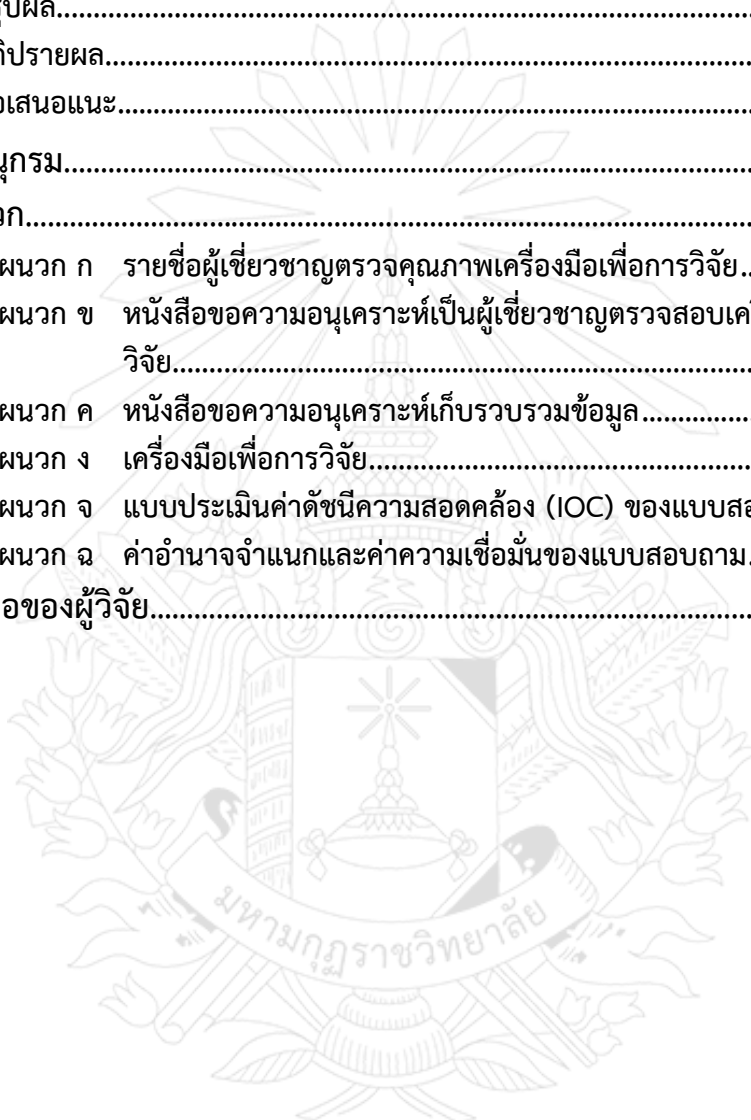 ุปผล
ิปรายผล
อเสนอแนะ
นุกรม
วก
ผนวก ก รายชื่อผู้เชี่ยวชาญตรวจคุณภาพเครื่องมือเพื่อการวิจัย
ผนวก ข หนังสือขอความอนุเคราะห์เป็นผู้เชี่ยวชาญตรวจสอบเค
วิจัย
ผนวก ค หนังสือขอความอนุเคราะห์เก็บรวบรวมข้อมูล
ผนวก ง เครื่องมือเพื่อการวิจัย
ผนวก จ แบบประเมินค่าดัชนีความสอดคล้อง (IOC) ของแบบสอ
ผนวก ฉ ค่าอำนาจจำแนกและค่าความเชื่อมั่นของแบบสอบถาม
อของผู้วิจัย
มหามกุฏราชวิทยาลัย